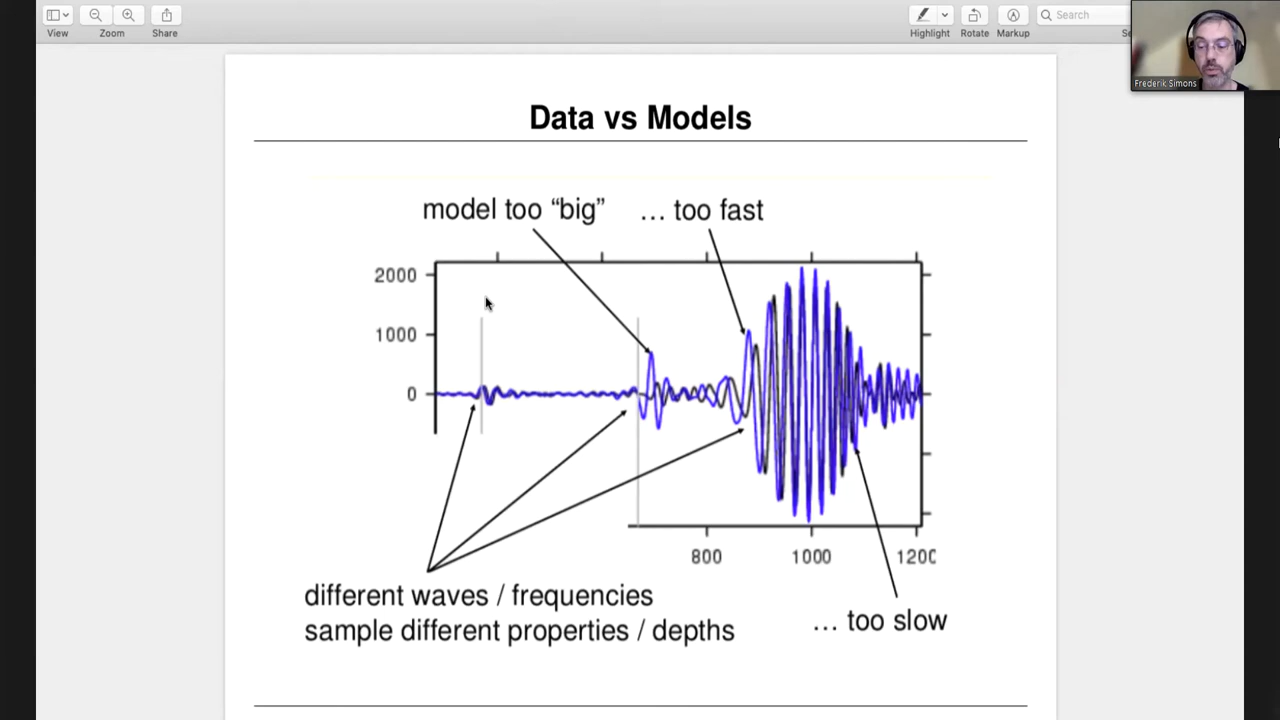 View
Zoom
Share
Highlight
Rotate
Markup
Search
Frederik Simons
Data vs Models
model too “big”
… too fast
2000
1000
0
800
1000
1200
different waves / frequencies
sample different properties / depths
… too slow